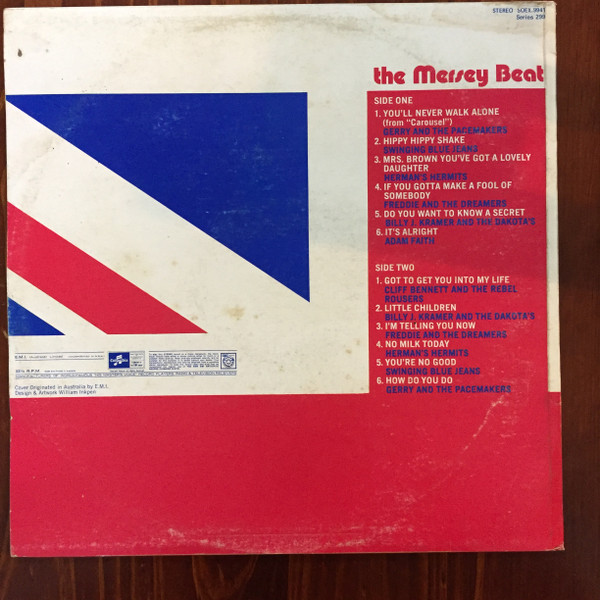 STEREO SOEX.9941
Series 299
the Mersey Beat
SIDE ONE
1. YOU'LL NEVER WALK ALONE
(from "Carousel")
GERRY AND THE PACEMAKERS
2. HIPPY HIPPY SHAKE
SWINGING BLUE JEANS
3. MRS. BROWN YOU'VE GOT A LOVELY
DAUGHTER
HERMAN'S HERMITS
4. IF YOU GOTTA MAKE A FOOL OF
SOMEBODY
FREDDIE AND THE DREAMERS
5. DO YOU WANT TO KNOW A SECRET
BILLY J. KRAMER AND THE DAKOTA'S
6. IT'S ALRIGHT
ADAM FAITH
SIDE TWO
1. GOT TO GET YOU INTO MY LIFE
CLIFF BENNETT AND THE REBEL
ROUSERS
2. LITTLE CHILDREN
BILLY J. KRAMER AND THE DAKOTA'S
3. I'M TELLING YOU NOW
FREDDIE AND THE DREAMERS
4. NO MILK TODAY
HERMAN'S HERMITS
5. YOU'RE NO GOOD
SWINGING BLUE JEANS
6. HOW DO YOU DO
GERRY AND THE PACEMAKERS
E.M.I.
33⅓ R.P.M
Cover Originated in Australia by E.M.I.
Design & Artwork William Inkpen